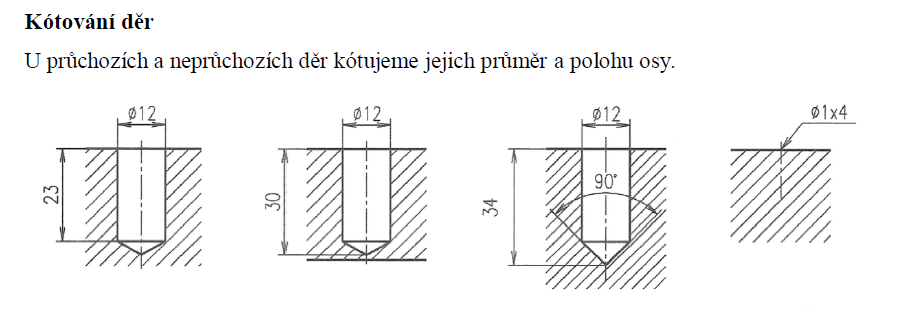 Kótování děr
U průchozích a neprůchozích děr kótujeme jejich průměr a polohu osy.
ø12
ø12
ø12
ø1x4
23
30
34
90°